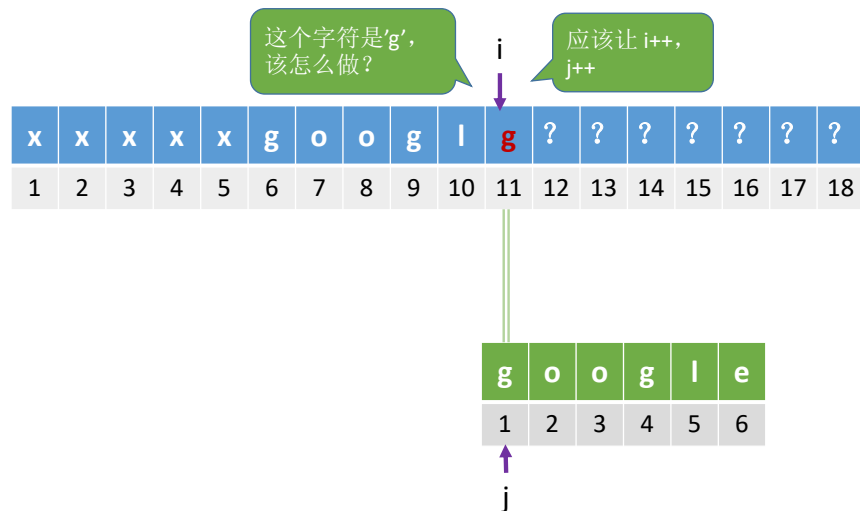 这个字符是‘g’，
该怎么做？
i
应该让 i++，
j++
x x x x x g o o g l g ? ? ? ? ? ? ?
1 2 3 4 5 6 7 8 9 10 11 12 13 14 15 16 17 18
g o o g l e
1 2 3 4 5 6
j